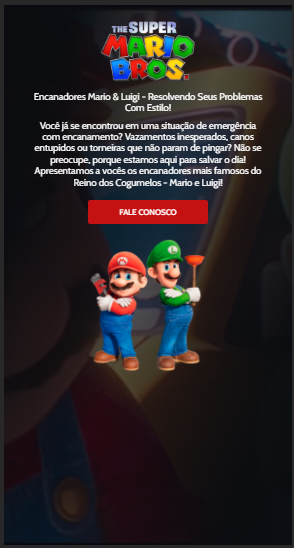 THE SUPER
MARIO
BROS.
Encanadores Mario & Luigi - Resolvendo Seus Problemas
Com Estilo!
Você já se encontrou em uma situação de emergência
com encanamento? Vazamentos inesperados, canos
entupidos ou torneiras que não param de pingar? Não se
preocupe, porque estamos aqui para salvar o dia!
Apresentamos a vocês os encanadores mais famosos do
Reino dos Cogumelos - Mario e Luigi!
FALE CONOSCO